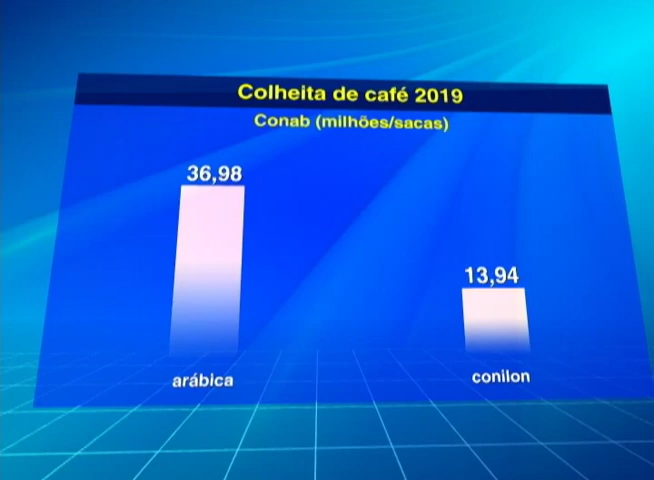 Colheita de café 2019
Conab (milhões/sacas)
36,98
13,94
arábica
conilon